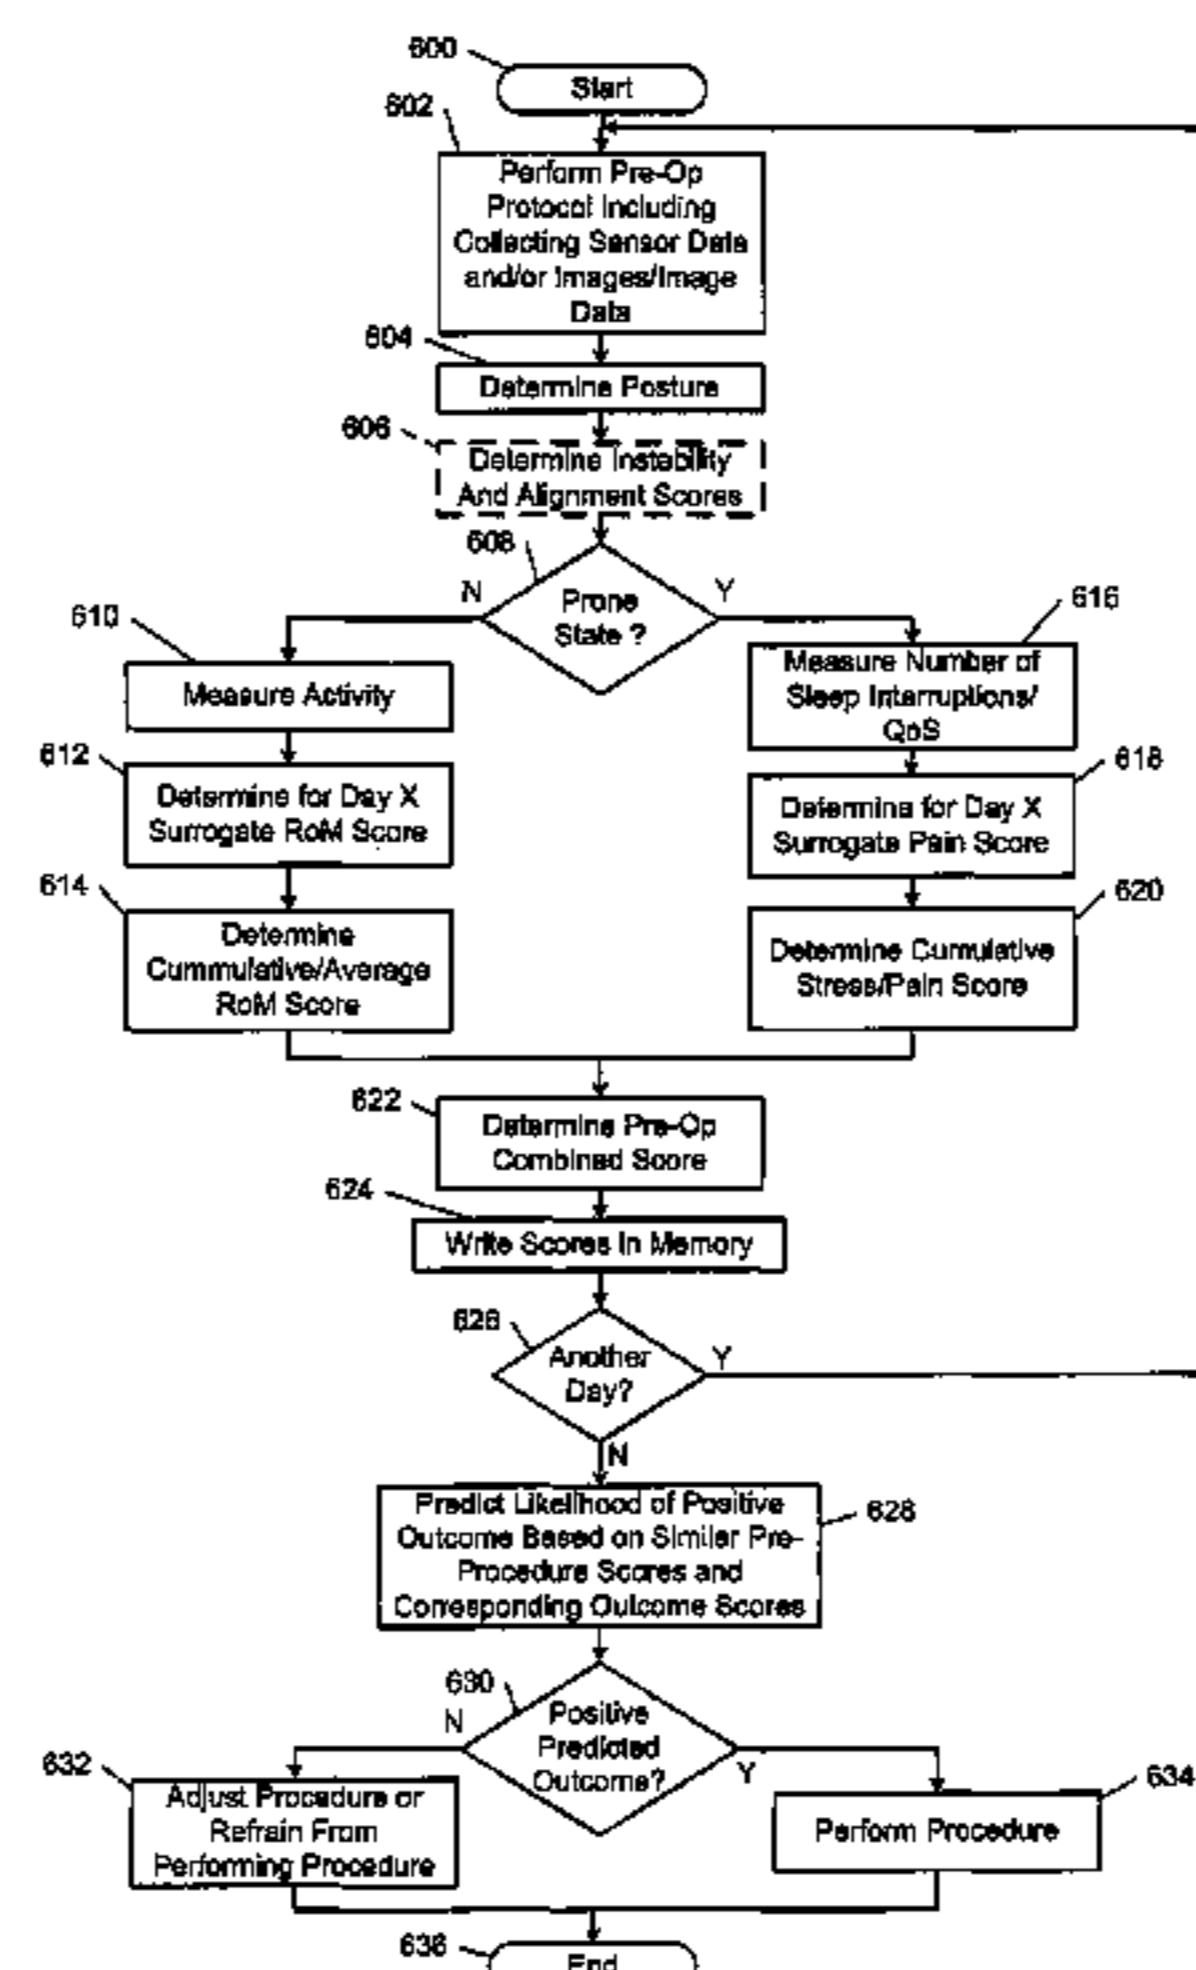 600
Start
602
Perform Pre-Op
Protocol Including
Collecting Sensor Data
and/or Images/Image
Data
604
Determine Posture
606
Determine Instability
And Alignment Scores
608
N
Prone
State ?
Y
610
Measure Activity
616
Measure Number of
Sleep Interruptions/
QoS
612
Determine for Day X
Surrogate RoM Score
618
Determine for Day X
Surrogate Pain Score
614
Determine
Cummulative/Average
RoM Score
620
Determine Cumulative
Stress/Pain Score
622
Determine Pre-Op
Combined Score
624
Write Scores In Memory
626
Another
Day?
Y
N
Predict Likelihood of Positive
Outcome Based on Similar Pre-
Procedure Scores and
Corresponding Outcome Scores
628
630
N
Positive
Predicted
Outcome?
Y
632
Adjust Procedure or
Refrain From
Performing Procedure
634
Perform Procedure
636
End